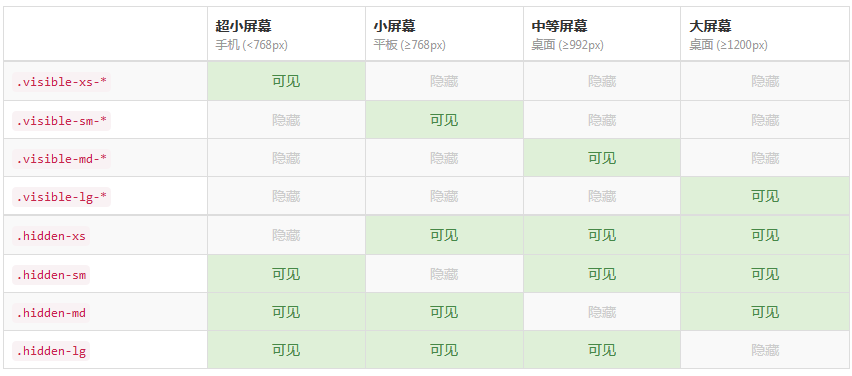 超小屏幕 小屏幕 中等屏幕 大屏幕
手机 (<768px) 平板 (≥768px) 桌面 (≥992px) 桌面 (≥1200px)
.visible-xs-* 可见 隐藏 隐藏 隐藏
.visible-sm-* 隐藏 可见 隐藏 隐藏
.visible-md-* 隐藏 隐藏 可见 隐藏
.visible-lg-* 隐藏 隐藏 隐藏 可见
.hidden-xs 隐藏 可见 可见 可见
.hidden-sm 可见 隐藏 可见 可见
.hidden-md 可见 可见 隐藏 可见
.hidden-lg 可见 可见 可见 隐藏